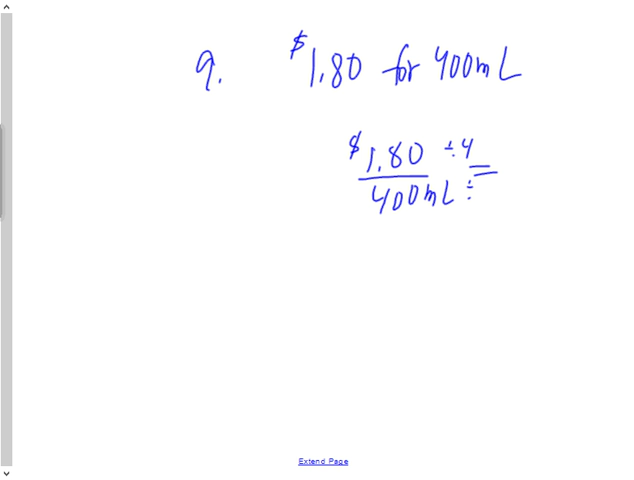 9. $1.80 for 400mL
$1.80 ÷4
=
400mL ÷
Extend Page